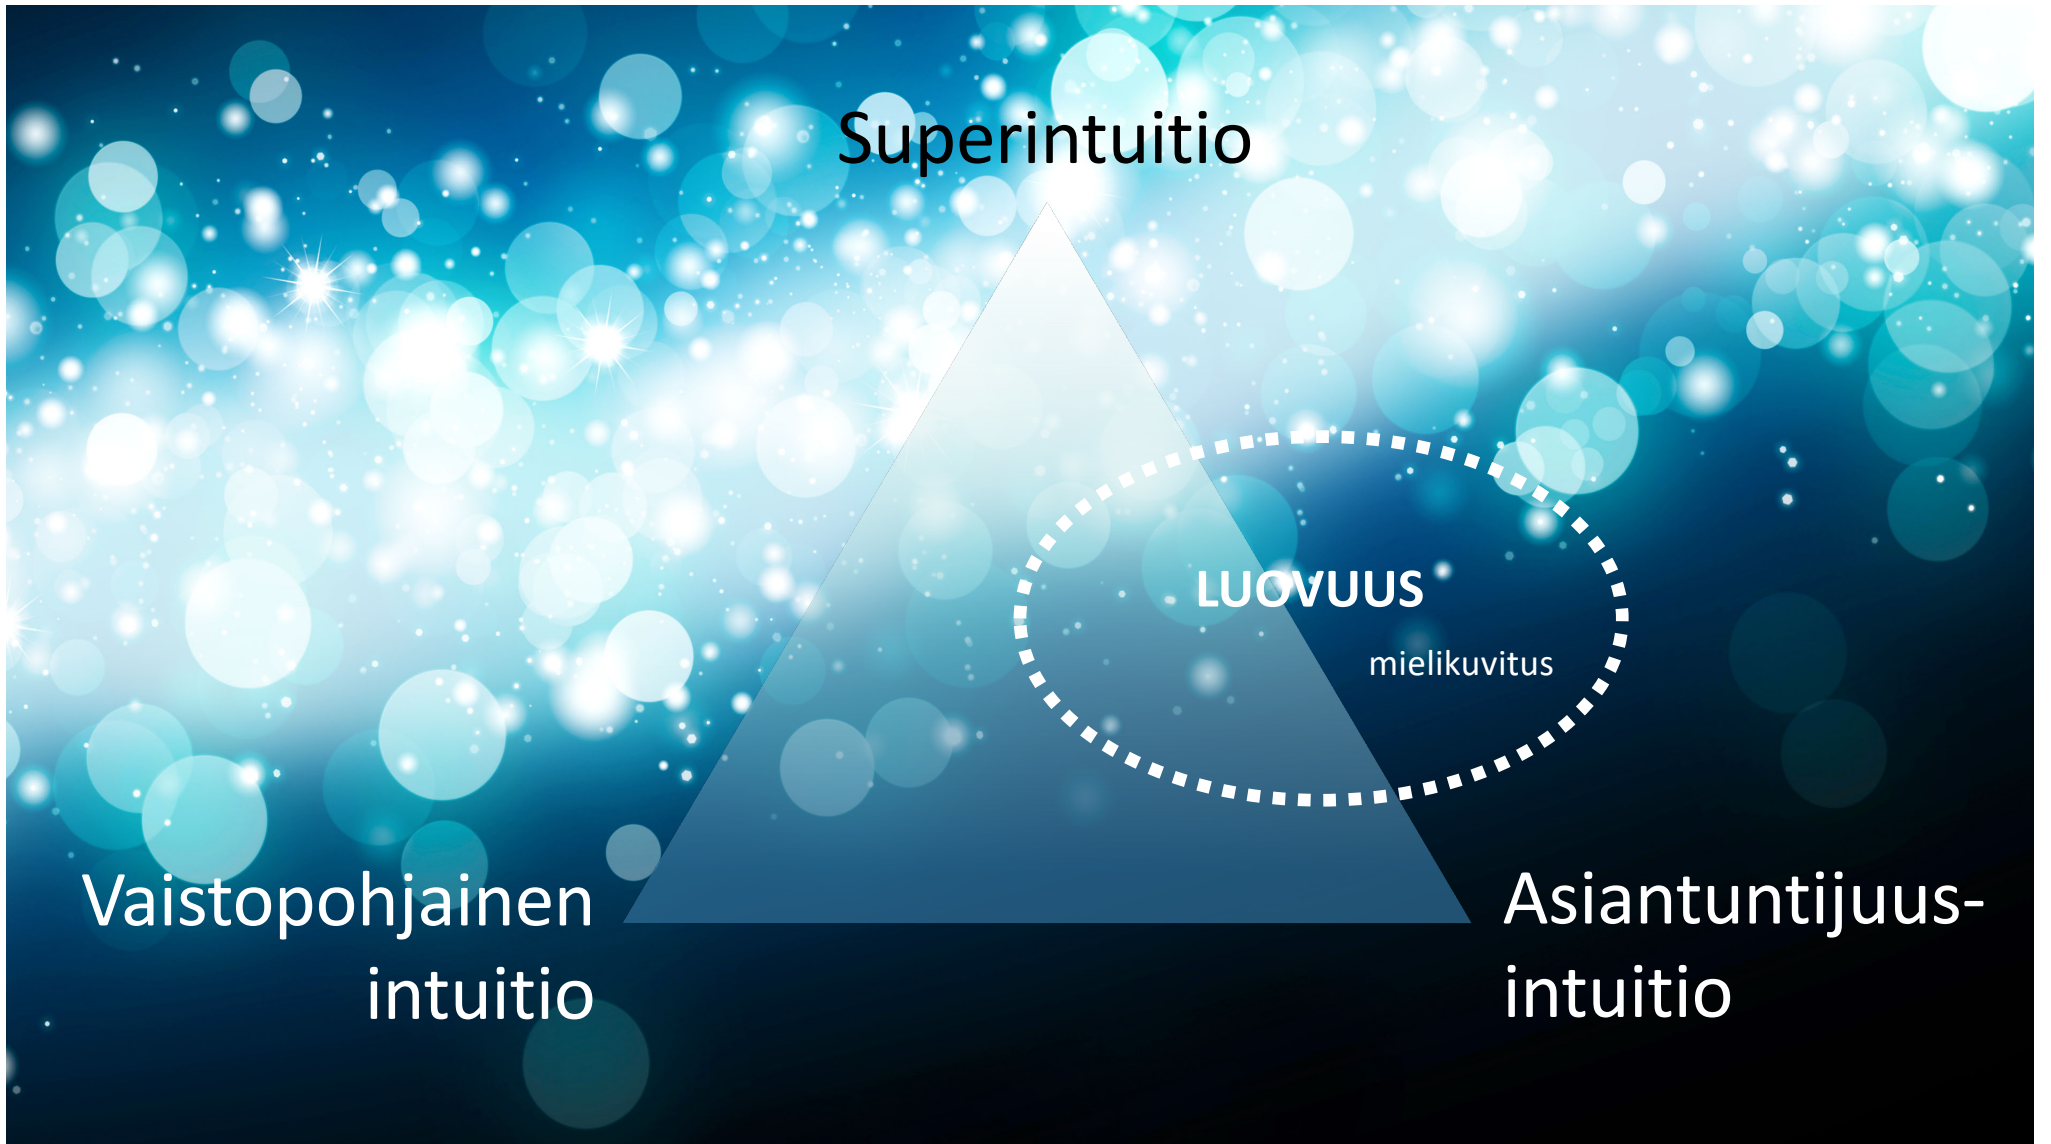 Superintuitio
LUOVUUS
mielikuvitus
Vaistopohjainen
intuitio
Asiantuntijuus-
intuitio